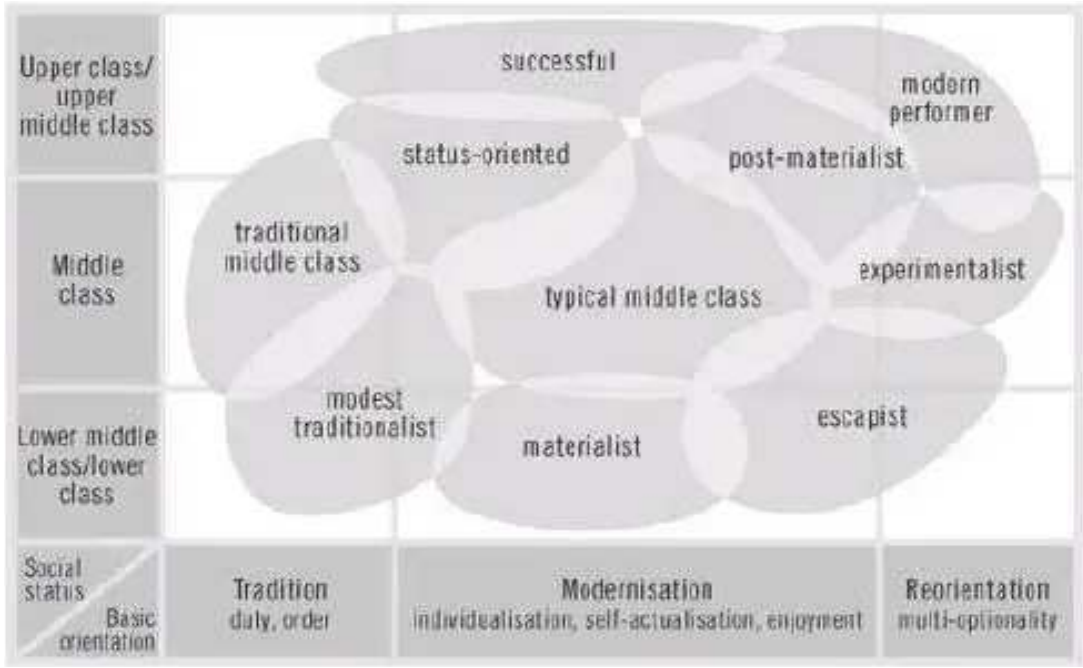 Upper class/
upper
middle class
successful
modern
performer
status-oriented
post-materialist
Middle
class
traditional
middle class
typical middle class
experimentalist
Lower middle
class/lower
class
modest
traditionalist
materialist
escapist
Social
status
Basic
orientation
Tradition
duly, order
Modernisation
individealisation, self-actualisation, enjoyment
Reorientation
multi-optionality